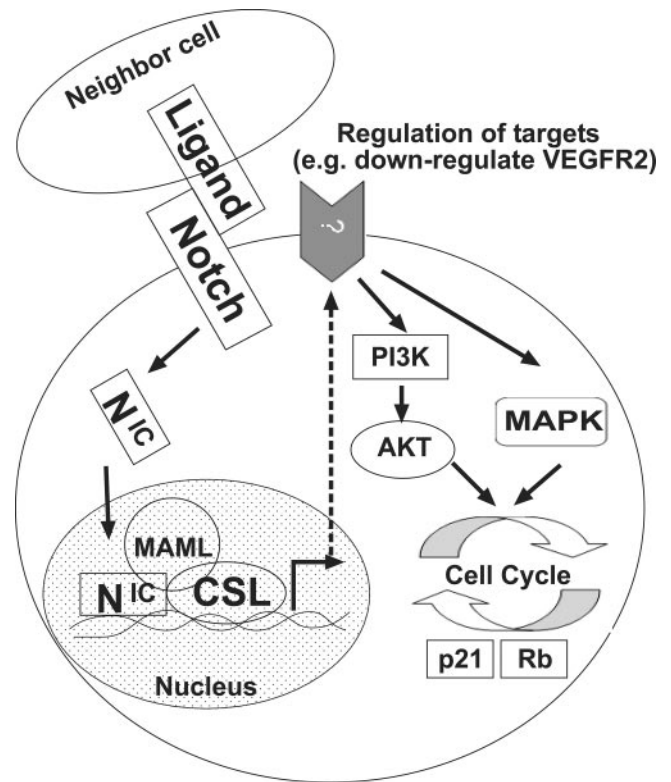 Neighbor cell
Ligand
Notch
Regulation of targets
(e.g. down-regulate VEGFR2)
?
PI3K
N IC
MAPK
AKT
MAML
N IC
CSL
Cell Cycle
p21
Rb
Nucleus